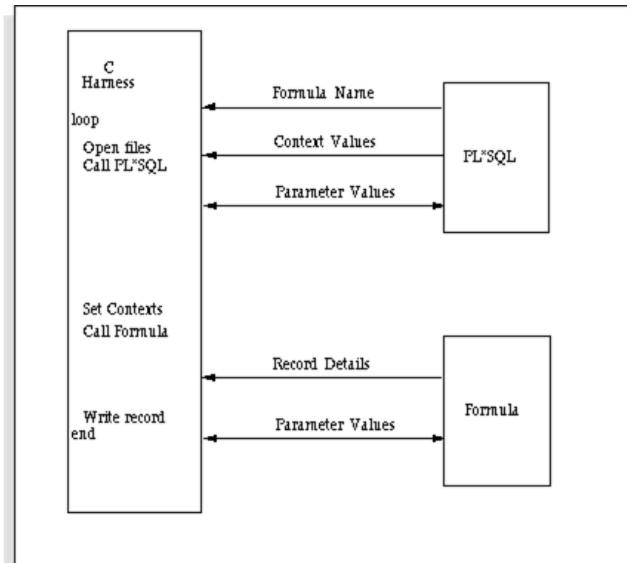 C
Harness
Formula Name
loop
Open files
Context Values
Call PL*SQL
PL*SQL
Parameter Values
Set Contexts
Call Formula
Record Details
Formula
Write record
Parameter Values
end